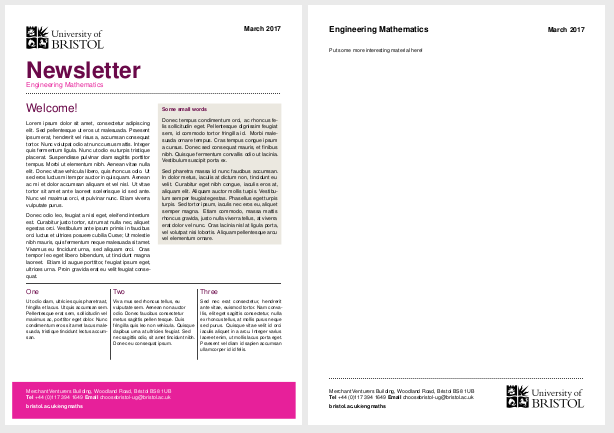 University of
BRISTOL
March 2017
Newsletter
Engineering Mathematics
Welcome!
Lorem ipsum dolor sit amet, consectetur adipiscing
elit. Sed pellentesque ut eros ut malesuada. Praesent
ipsum erat, hendrerit vel risus a, accumsan consequat
tortor. Nunc volutpat odio at nunc cursus mattis. Integer
quis fermentum ligula. Nunc ut odio eu turpis tristique
placerat. Suspendisse pulvinar diam sagittis porttitor
tempus. Morbi ut elementum nibh. Aenean vitae nulla
elit. Donec vitae vehicula libero, quis rhoncus odio. Ut
sed eros luctus mi tempor auctor in quis quam. Aenean
ac mi et dolor accumsan aliquam et vel nisl. Ut vitae
tortor sit amet ante laoreet scelerisque id sed ante.
Nunc vel maximus orci, et pulvinar nunc. Etiam viverra
vulputate purus.
Donec odio leo, feugiat a nisi eget, eleifend interdum
est. Curabitur justo tortor, rutrum at nulla nec, aliquet
egestas orci. Vestibulum ante ipsum primis in faucibus
orci luctus et ultrices posuere cubilia Curae; Ut molestie
nibh mauris, quis fermentum neque malesuada sit amet.
Vivamus eu tincidunt urna, sed aliquam orci. Cras
tempor leo eget libero bibendum, ut tincidunt magna
laoreet. Etiam id augue porttitor, feugiat ipsum eget,
ultrices urna. Proin gravida erat eu velit feugiat conse-
quat.
Some small words
Donec tempus condimentum orci, ac rhoncus fe-
lis sollicitudin eget. Pellentesque dignissim feugiat
sem, id commodo tortor fringilla id. Morbi male-
suada ornare tempus. Cras tempus congue ipsum
a cursus. Donec sed consequat mauris, et finibus
nibh. Quisque fermentum convallis odio ut lacinia.
Vestibulum suscipit porta ex.
Sed pharetra massa id nunc faucibus accumsan.
In dolor metus, iaculis at dictum non, tincidunt eu
velit. Curabitur eget nibh congue, iaculis eros at,
aliquam elit. Aliquam auctor mollis turpis. Vestibu-
lum semper feugiat egestas. Phasellus eget turpis
turpis. Sed tortor ipsum, iaculis nec eros eu, aliquet
semper magna. Etiam commodo, massa mattis
rhoncus gravida, justo nulla viverra tellus, at viverra
erat dolor vel nunc. Cras lacinia nisl at ligula porta,
vel volutpat nisi lobortis. Aliquam pellentesque arcu
vel elementum ornare.
One
Ut odio diam, ultricies quis pharetra at,
fringilla et lacus. Ut quis accumsan sem.
Pellentesque erat sem, sollicitudin vel
maximus ac, porttitor eget dolor. Nunc
condimentum eros sit amet lacus male-
suada, tristique tincidunt lectus accum-
san.
Two
Vivamus sed rhoncus tellus, eu
vulputate sem. Aenean non auctor
odio. Donec faucibus consectetur
metus sagittis pellentesque. Duis
fringilla quis leo non vehicula. Quisque
dapibus urna at ultricies feugiat. Sed
nec sagittis odio, sit amet tincidunt nibh.
Donec eu consequat ipsum.
Three
Sed nec est consectetur, hendrerit
ante vitae, euismod tortor. Nam conva-
llis, elit eget sagittis consectetur, nulla
ex rhoncus tellus, at mollis purus neque
sed purus. Quisque vitae velit id orci
iaculis aliquet in a arcu. Integer varius
laoreet enim, ut mollis lacus porta eget.
Praesent vel diam id sapien accumsan
ullamcorper id id felis.
Merchant Venturers Building, Woodland Road, Bristol BS8 1UB
Tel +44 (0)117 394 1649 Email choosebristol-ug@bristol.ac.uk
bristol.ac.uk/engmaths
Engineering Mathematics
March 2017
Put some more interesting material here!
Merchant Venturers Building, Woodland Road, Bristol BS8 1UB
Tel +44 (0)117 394 1649 Email choosebristol-ug@bristol.ac.uk
bristol.ac.uk/engmaths
University of
BRISTOL